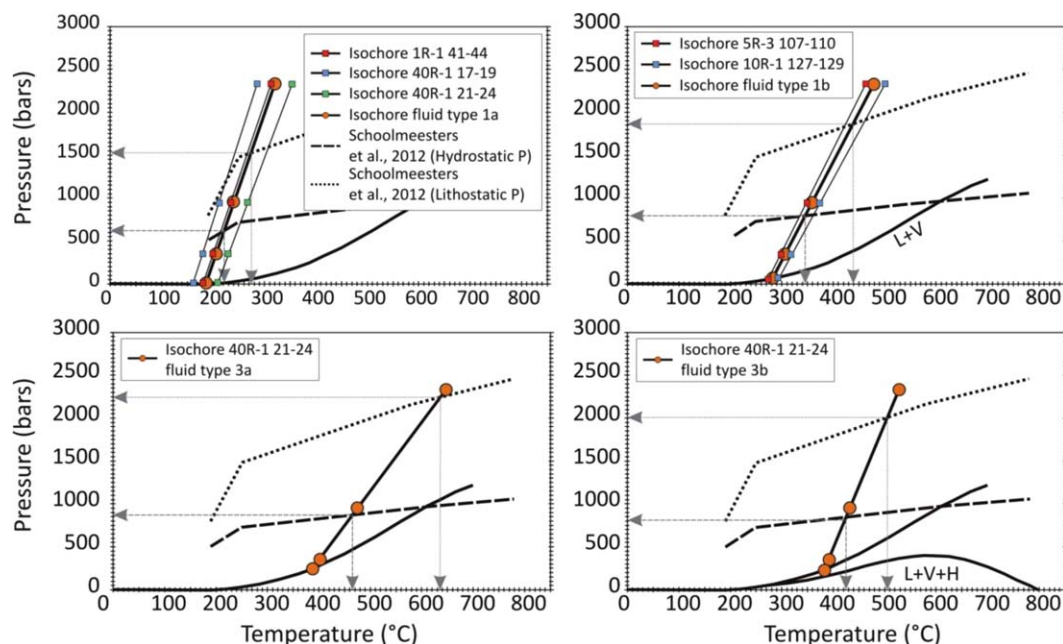 3000
2500
2000
1500
1000
500
0
Pressure (bars)
Isochore 1R-1 41-44
Isochore 40R-1 17-19
Isochore 40R-1 21-24
Isochore fluid type 1a
Schoolmeesters
et al., 2012 (Hydrostatic P)
Schoolmeesters
et al., 2012 (Lithostatic P)
0 100 200 300 400 500 600 700 800
3000
2500
2000
1500
1000
500
0
Isochore 5R-3 107-110
Isochore 10R-1 127-129
Isochore fluid type 1b
L+V
0 100 200 300 400 500 600 700 800
3000
2500
2000
1500
1000
500
0
Pressure (bars)
Isochore 40R-1 21-24
fluid type 3a
0 100 200 300 400 500 600 700 800
Temperature (°C)
3000
2500
2000
1500
1000
500
0
Isochore 40R-1 21-24
fluid type 3b
L+V+H
0 100 200 300 400 500 600 700 800
Temperature (°C)